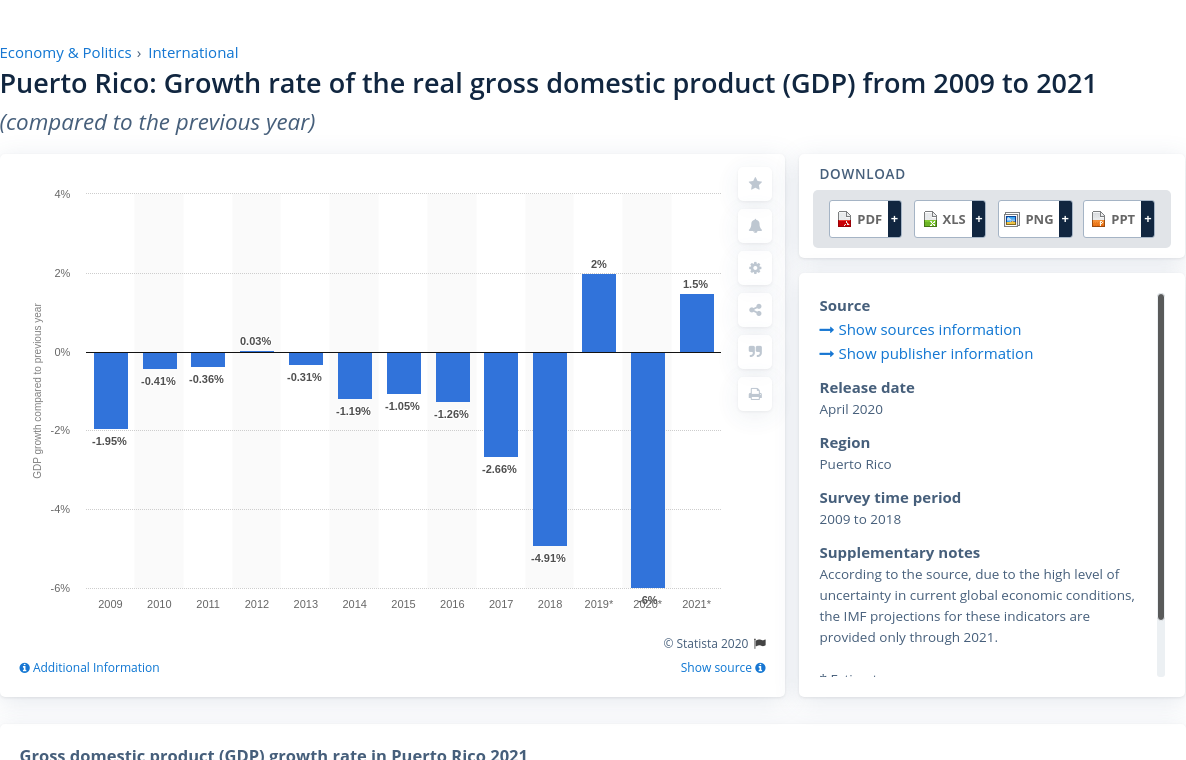 Economy & Politics › International
Puerto Rico: Growth rate of the real gross domestic product (GDP) from 2009 to 2021
(compared to the previous year)
GDP growth compared to previous year
4%
2%
0%
-2%
-4%
-6%
-1.95%
-0.41%
-0.36%
0.03%
-0.31%
-1.19%
-1.05%
-1.26%
-2.66%
-4.91%
2%
-6%
1.5%
2009 2010 2011 2012 2013 2014 2015 2016 2017 2018 2019* 2020* 2021*
© Statista 2020
Additional Information
Show source
DOWNLOAD
PDF + XLS + PNG + PPT +
Source
Show sources information
Show publisher information
Release date
April 2020
Region
Puerto Rico
Survey time period
2009 to 2018
Supplementary notes
According to the source, due to the high level of
uncertainty in current global economic conditions,
the IMF projections for these indicators are
provided only through 2021.
Gross domestic product (GDP) growth rate in Puerto Rico 2021